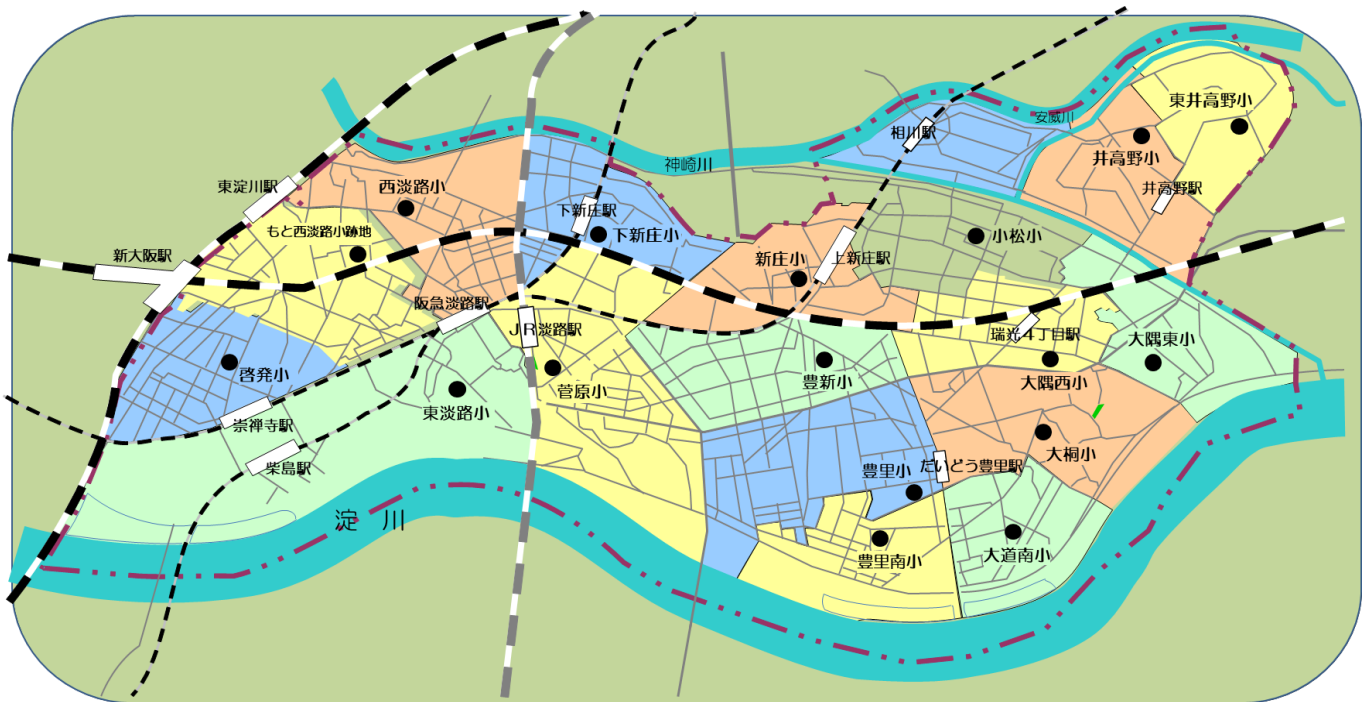 東井高野小
安威川
相川駅
井高野小
神崎川
東淀川駅
西淡路小
井高野駅
下新庄駅
もと西淡路小跡地
下新庄小
小松小
新大阪駅
新庄小
上新庄駅
阪急淡路駅
JR淡路駅
瑞光4丁目駅
啓発小
豊新小
大隅東小
東淡路小
菅原小
大隅西小
崇禅寺駅
柴島駅
豊里小
だいどう豊里駅
大桐小
淀 川
豊里南小
大道南小